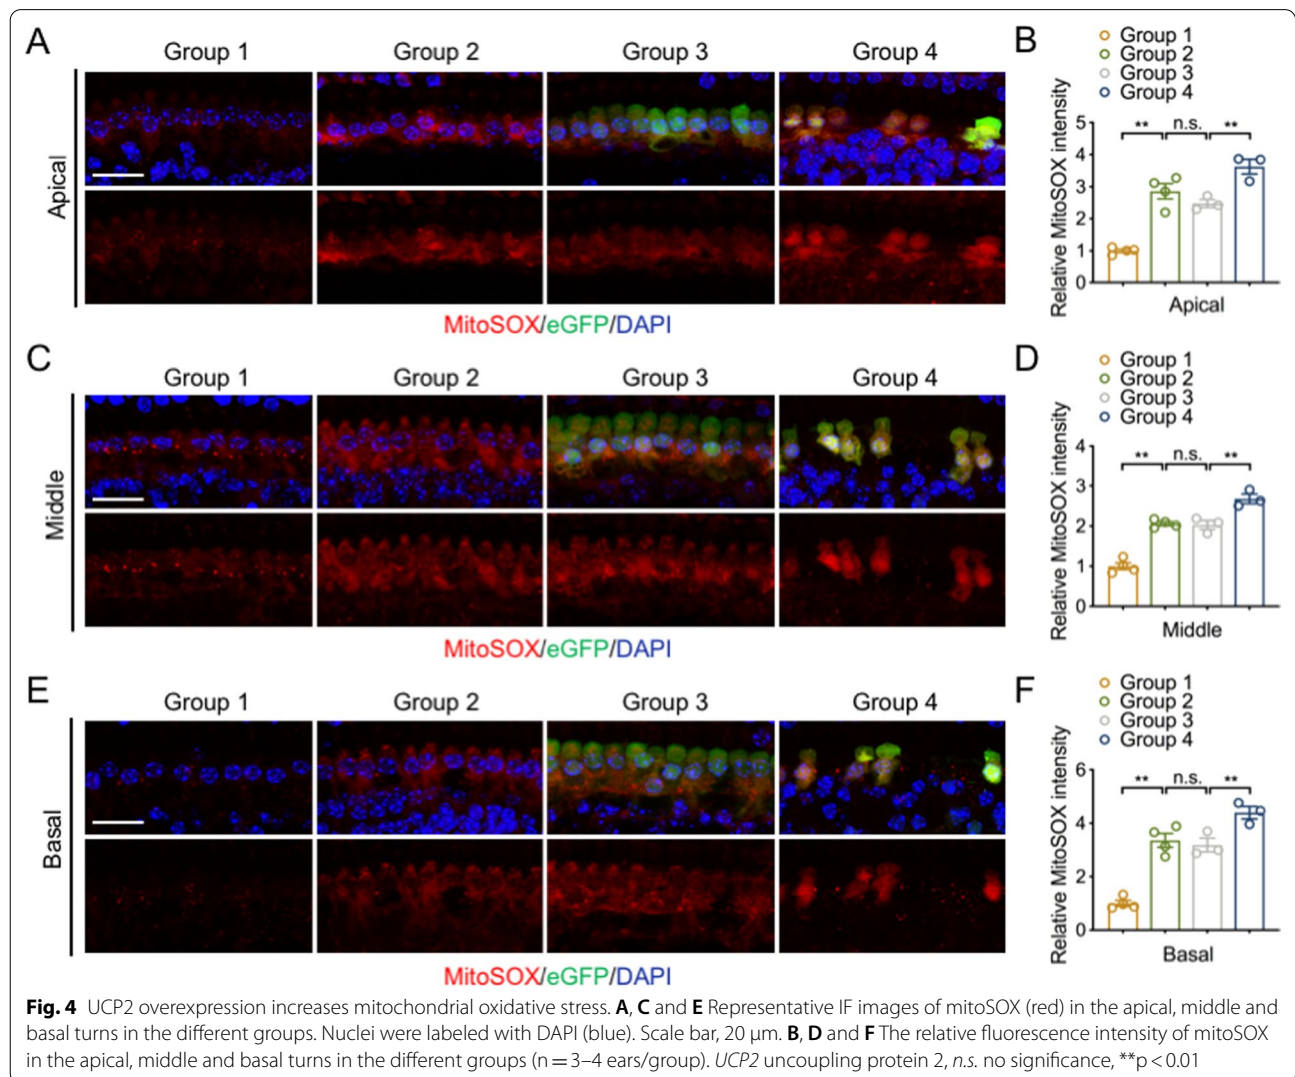 A
Group 1 Group 2 Group 3 Group 4
Apical
MitoSOX/eGFP/DAPI
B
Group 1
Group 2
Group 3
Group 4
Relative MitoSOX intensity
5
4
3
2
1
0
** n.s. **
Apical
C
Group 1 Group 2 Group 3 Group 4
Middle
MitoSOX/eGFP/DAPI
D
Group 1
Group 2
Group 3
Group 4
Relative MitoSOX intensity
4
3
2
1
0
** n.s. **
Middle
E
Group 1 Group 2 Group 3 Group 4
Basal
MitoSOX/eGFP/DAPI
F
Group 1
Group 2
Group 3
Group 4
Relative MitoSOX intensity
6
4
2
0
** n.s. **
Basal
Fig. 4 UCP2 overexpression increases mitochondrial oxidative stress. A, C and E Representative IF images of mitoSOX (red) in the apical, middle and
basal turns in the different groups. Nuclei were labeled with DAPI (blue). Scale bar, 20 μm. B, D and F The relative fluorescence intensity of mitoSOX
in the apical, middle and basal turns in the different groups (n = 3–4 ears/group). UCP2 uncoupling protein 2, n.s. no significance, **p < 0.01